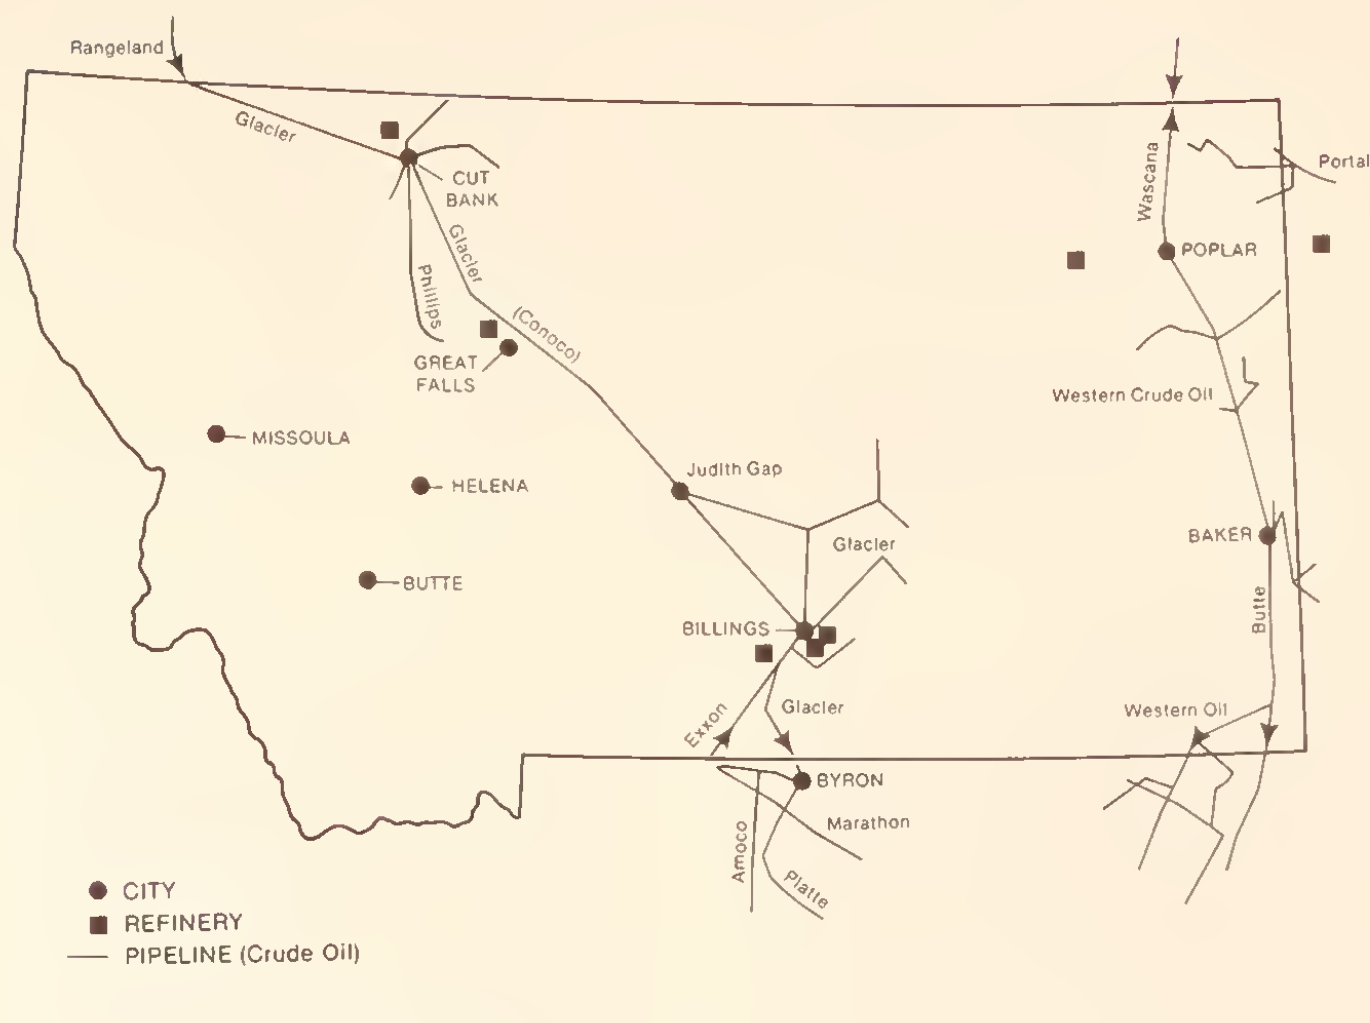 Rangeland
Glacier
CUT
BANK
Glacier
Phillips
(Conoco)
GREAT
FALLS
MISSOULA
HELENA
BUTTE
Judith Gap
Glacier
BILLINGS
Exxon
Glacier
BYRON
Marathon
Amoco
Platte
Wascana
Portal
POPLAR
Western Crude Oil
BAKER
Butte
Western Oil
CITY
REFINERY
PIPELINE (Crude Oil)